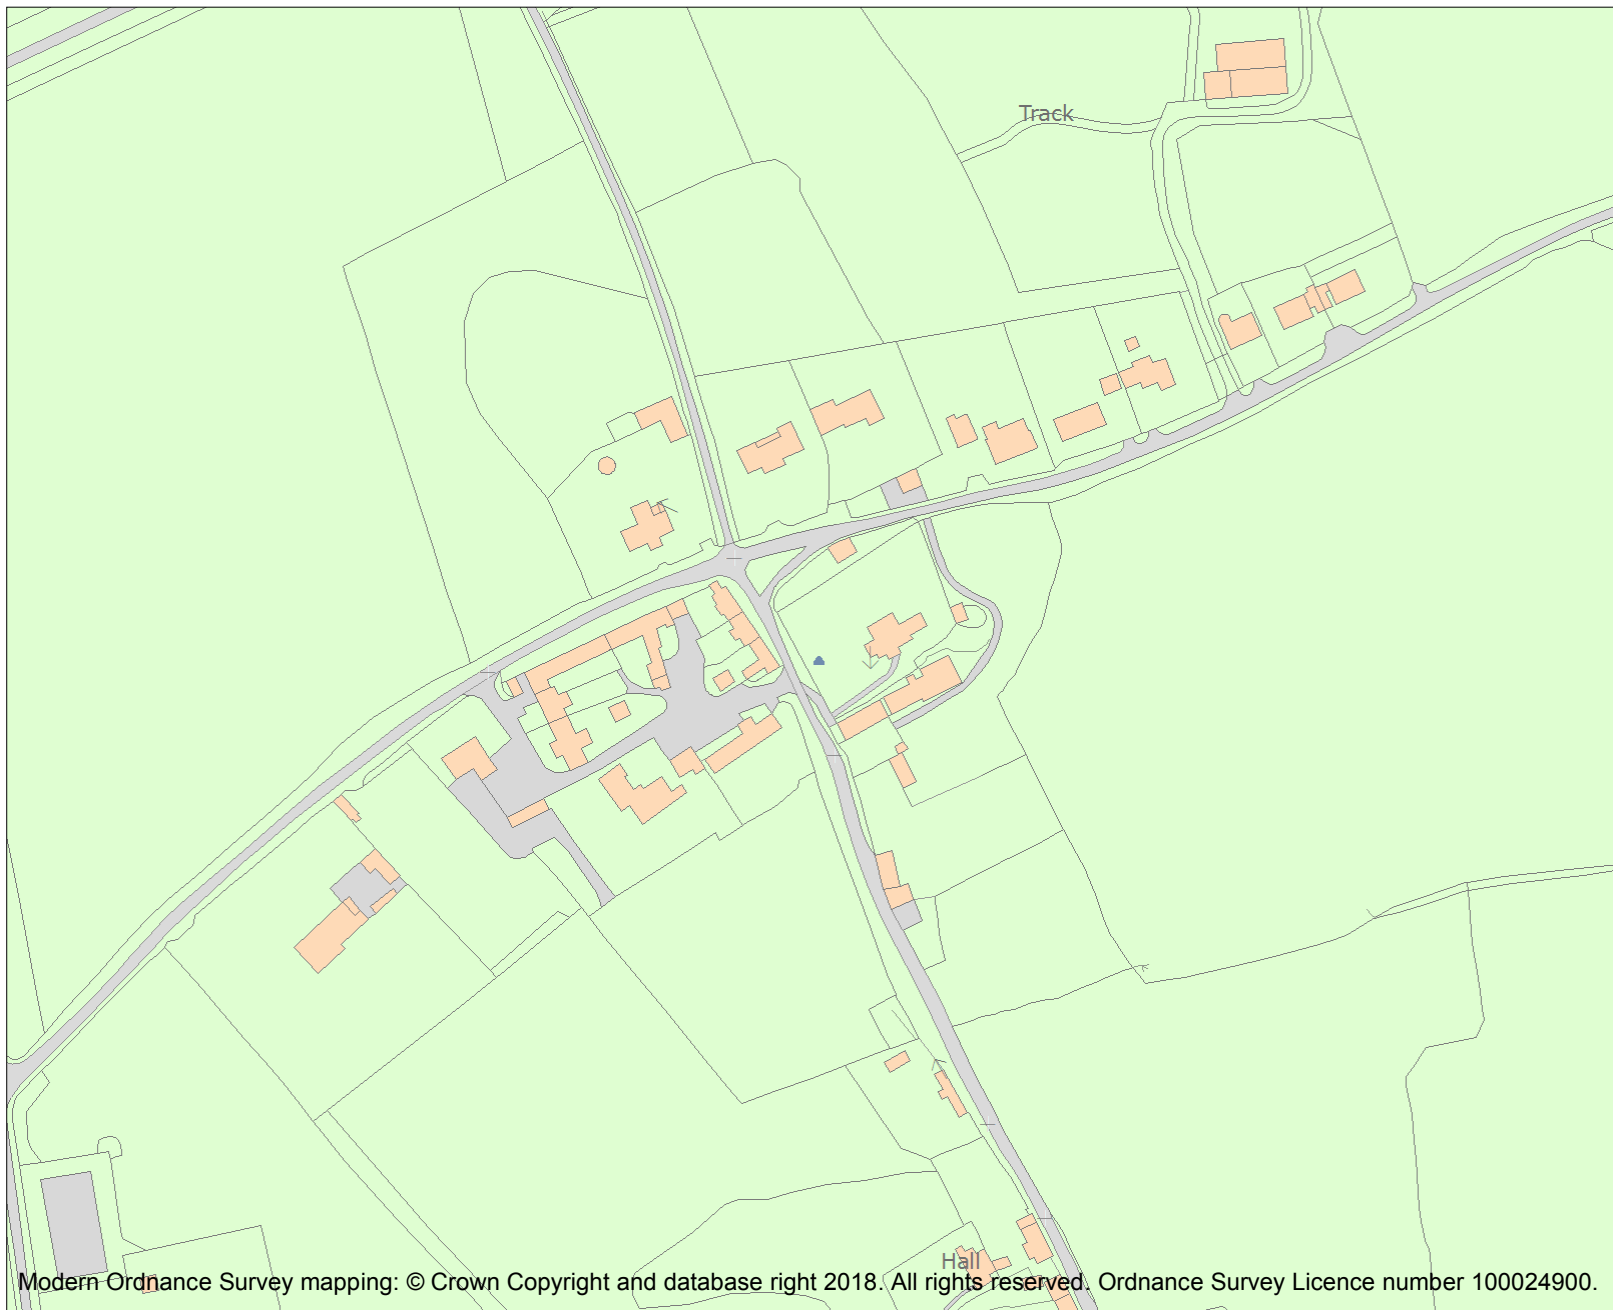 Track
Hall
Modern Ordnance Survey mapping: © Crown Copyright and database right 2018. All rights reserved. Ordnance Survey Licence number 100024900.